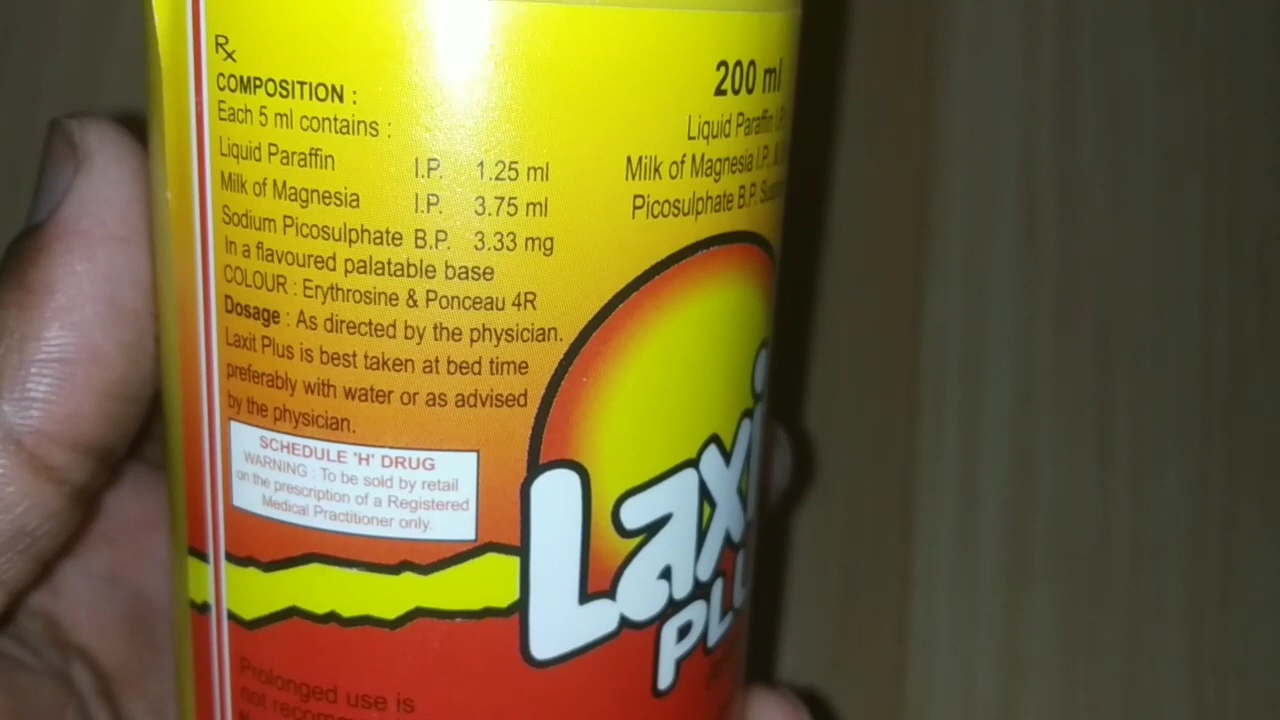 Rx
COMPOSITION :
Each 5 ml contains :
Liquid Paraffin I.P. 1.25 ml
Milk of Magnesia I.P. 3.75 ml
Sodium Picosulphate B.P. 3.33 mg
In a flavoured palatable base
COLOUR : Erythrosine & Ponceau 4R
Dosage : As directed by the physician.
Laxit Plus is best taken at bed time
preferably with water or as advised
by the physician.
SCHEDULE 'H' DRUG
WARNING : To be sold by retail
on the prescription of a Registered
Medical Practitioner only.
Prolonged use is
not
200 ml
Liquid Paraffin
Milk of Magnesia I.P. &
Picosulphate B.P.
Laxi
PLU